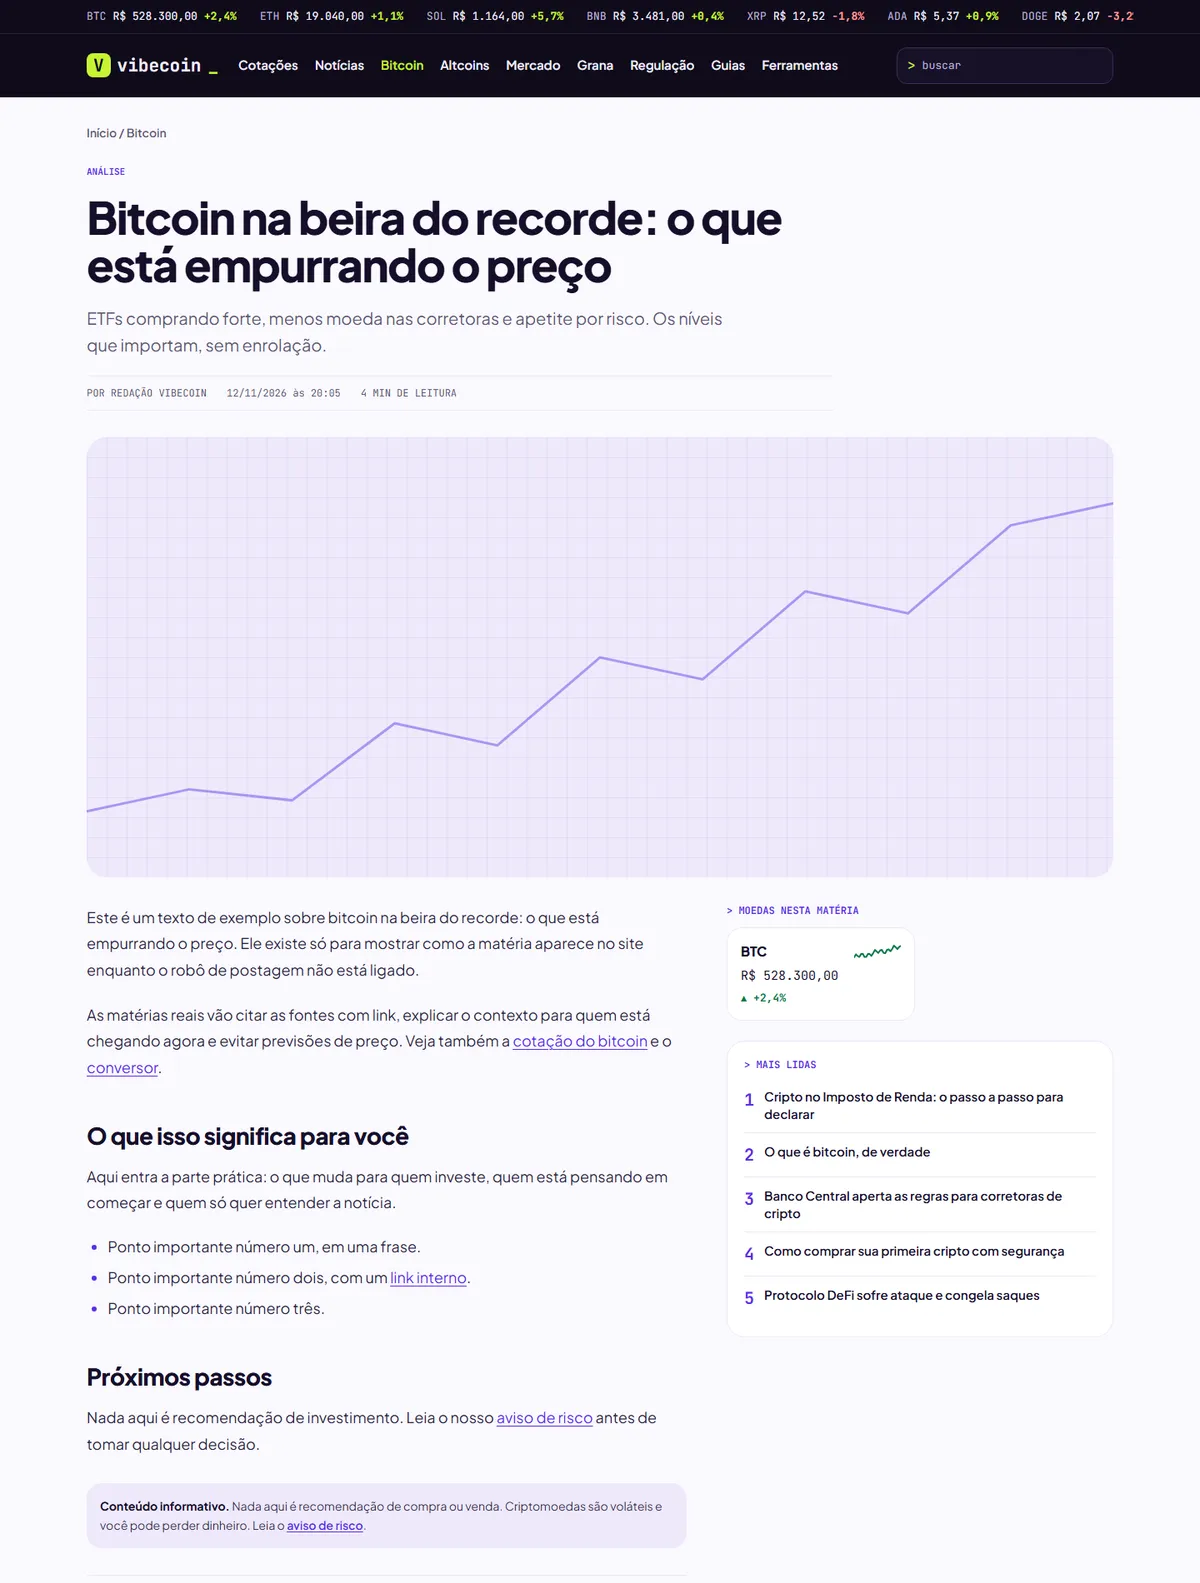 BTC R$ 528.300,00 +2,4% ETH R$ 19.040,00 +1,1% SOL R$ 1.164,00 +5,7% BNB R$ 3.481,00 +0,4% XRP R$ 12,52 -1,8% ADA R$ 5,37 +0,9% DOGE R$ 2,07 -3,2
V vibecoin _ Cotações Notícias Bitcoin Altcoins Mercado Grana Regulação Guias Ferramentas > buscar
Início / Bitcoin
ANÁLISE
Bitcoin na beira do recorde: o que
está empurrando o preço
ETFs comprando forte, menos moeda nas corretoras e apetite por risco. Os níveis
que importam, sem enrolação.
POR REDAÇÃO VIBECOIN 12/11/2026 às 20:05 4 MIN DE LEITURA
Este é um texto de exemplo sobre bitcoin na beira do recorde: o que está
empurrando o preço. Ele existe só para mostrar como a matéria aparece no site
enquanto o robô de postagem não está ligado.
As matérias reais vão citar as fontes com link, explicar o contexto para quem está
chegando agora e evitar previsões de preço. Veja também a cotação do bitcoin e o
conversor.
O que isso significa para você
Aqui entra a parte prática: o que muda para quem investe, quem está pensando em
começar e quem só quer entender a notícia.
Ponto importante número um, em uma frase.
Ponto importante número dois, com um link interno.
Ponto importante número três.
Próximos passos
Nada aqui é recomendação de investimento. Leia o nosso aviso de risco antes de
tomar qualquer decisão.
Conteúdo informativo. Nada aqui é recomendação de compra ou venda. Criptomoedas são voláteis e
você pode perder dinheiro. Leia o aviso de risco.
> MOEDAS NESTA MATÉRIA
BTC
R$ 528.300,00
▲ +2,4%
> MAIS LIDAS
1 Cripto no Imposto de Renda: o passo a passo para
declarar
2 O que é bitcoin, de verdade
3 Banco Central aperta as regras para corretoras de
cripto
4 Como comprar sua primeira cripto com segurança
5 Protocolo DeFi sofre ataque e congela saques